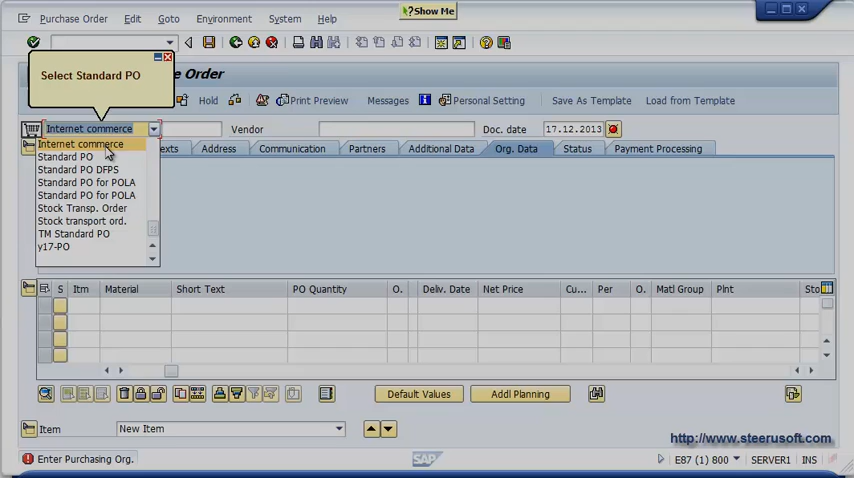 Purchase Order Edit Goto Environment System Help
Show Me
Select Standard PO
e Order
Hold Print Preview Messages Personal Setting Save As Template Load from Template
Internet commerce Vendor Doc. date 17.12.2013
exts Address Communication Partners Additional Data Org. Data Status Payment Processing
Internet commerce
Standard PO
Standard PO DFPS
Standard PO for POLA
Standard PO for POLA
Stock Transp. Order
Stock transport ord.
TM Standard PO
y17-PO
S Itm Material Short Text PO Quantity O. Deliv. Date Net Price Cu... Per O. Matl Group Plnt Sto
Default Values Addl Planning
Item New Item
http://www.steerusoft.com
Enter Purchasing Org. SAP E87 (1) 800 SERVER1 INS